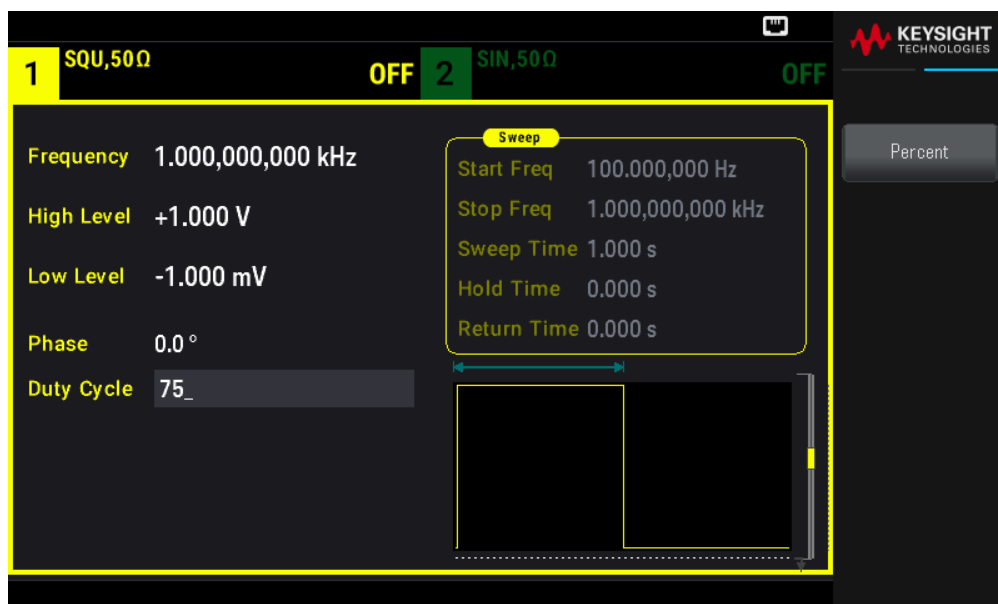 KEYSIGHT
TECHNOLOGIES
1 SQU,50Ω OFF 2 SIN,50Ω OFF
Frequency 1.000,000,000 kHz
High Level +1.000 V
Low Level -1.000 mV
Phase 0.0 °
Duty Cycle 75_
Sweep
Start Freq 100.000,000 Hz
Stop Freq 1.000,000,000 kHz
Sweep Time 1.000 s
Hold Time 0.000 s
Return Time 0.000 s
Percent